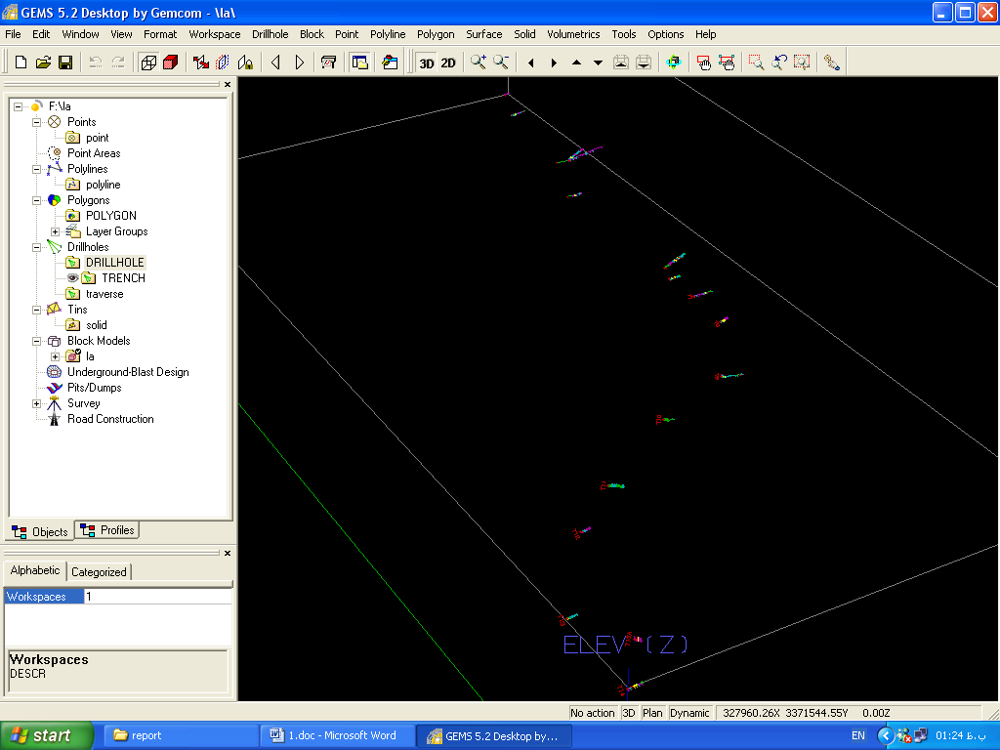 GEMS 5.2 Desktop by Gemcom - \la\
File Edit Window View Format Workspace Drillhole Block Point Polyline Polygon Surface Solid Volumetrics Tools Options Help
3D 2D
F:\la
Points
point
Point Areas
Polylines
polyline
Polygons
POLYGON
Layer Groups
Drillholes
DRILLHOLE
TRENCH
traverse
Tins
solid
Block Models
la
Underground-Blast Design
Pits/Dumps
Survey
Road Construction
Objects Profiles
Alphabetic Categorized
Workspaces 1
Workspaces
DESCR
ELEV (Z)
No action 3D Plan Dynamic 327960.26X 3371544.55Y 0.00Z
start report 1.doc - Microsoft Word GEMS 5.2 Desktop by... EN 01:24 ب.ظ